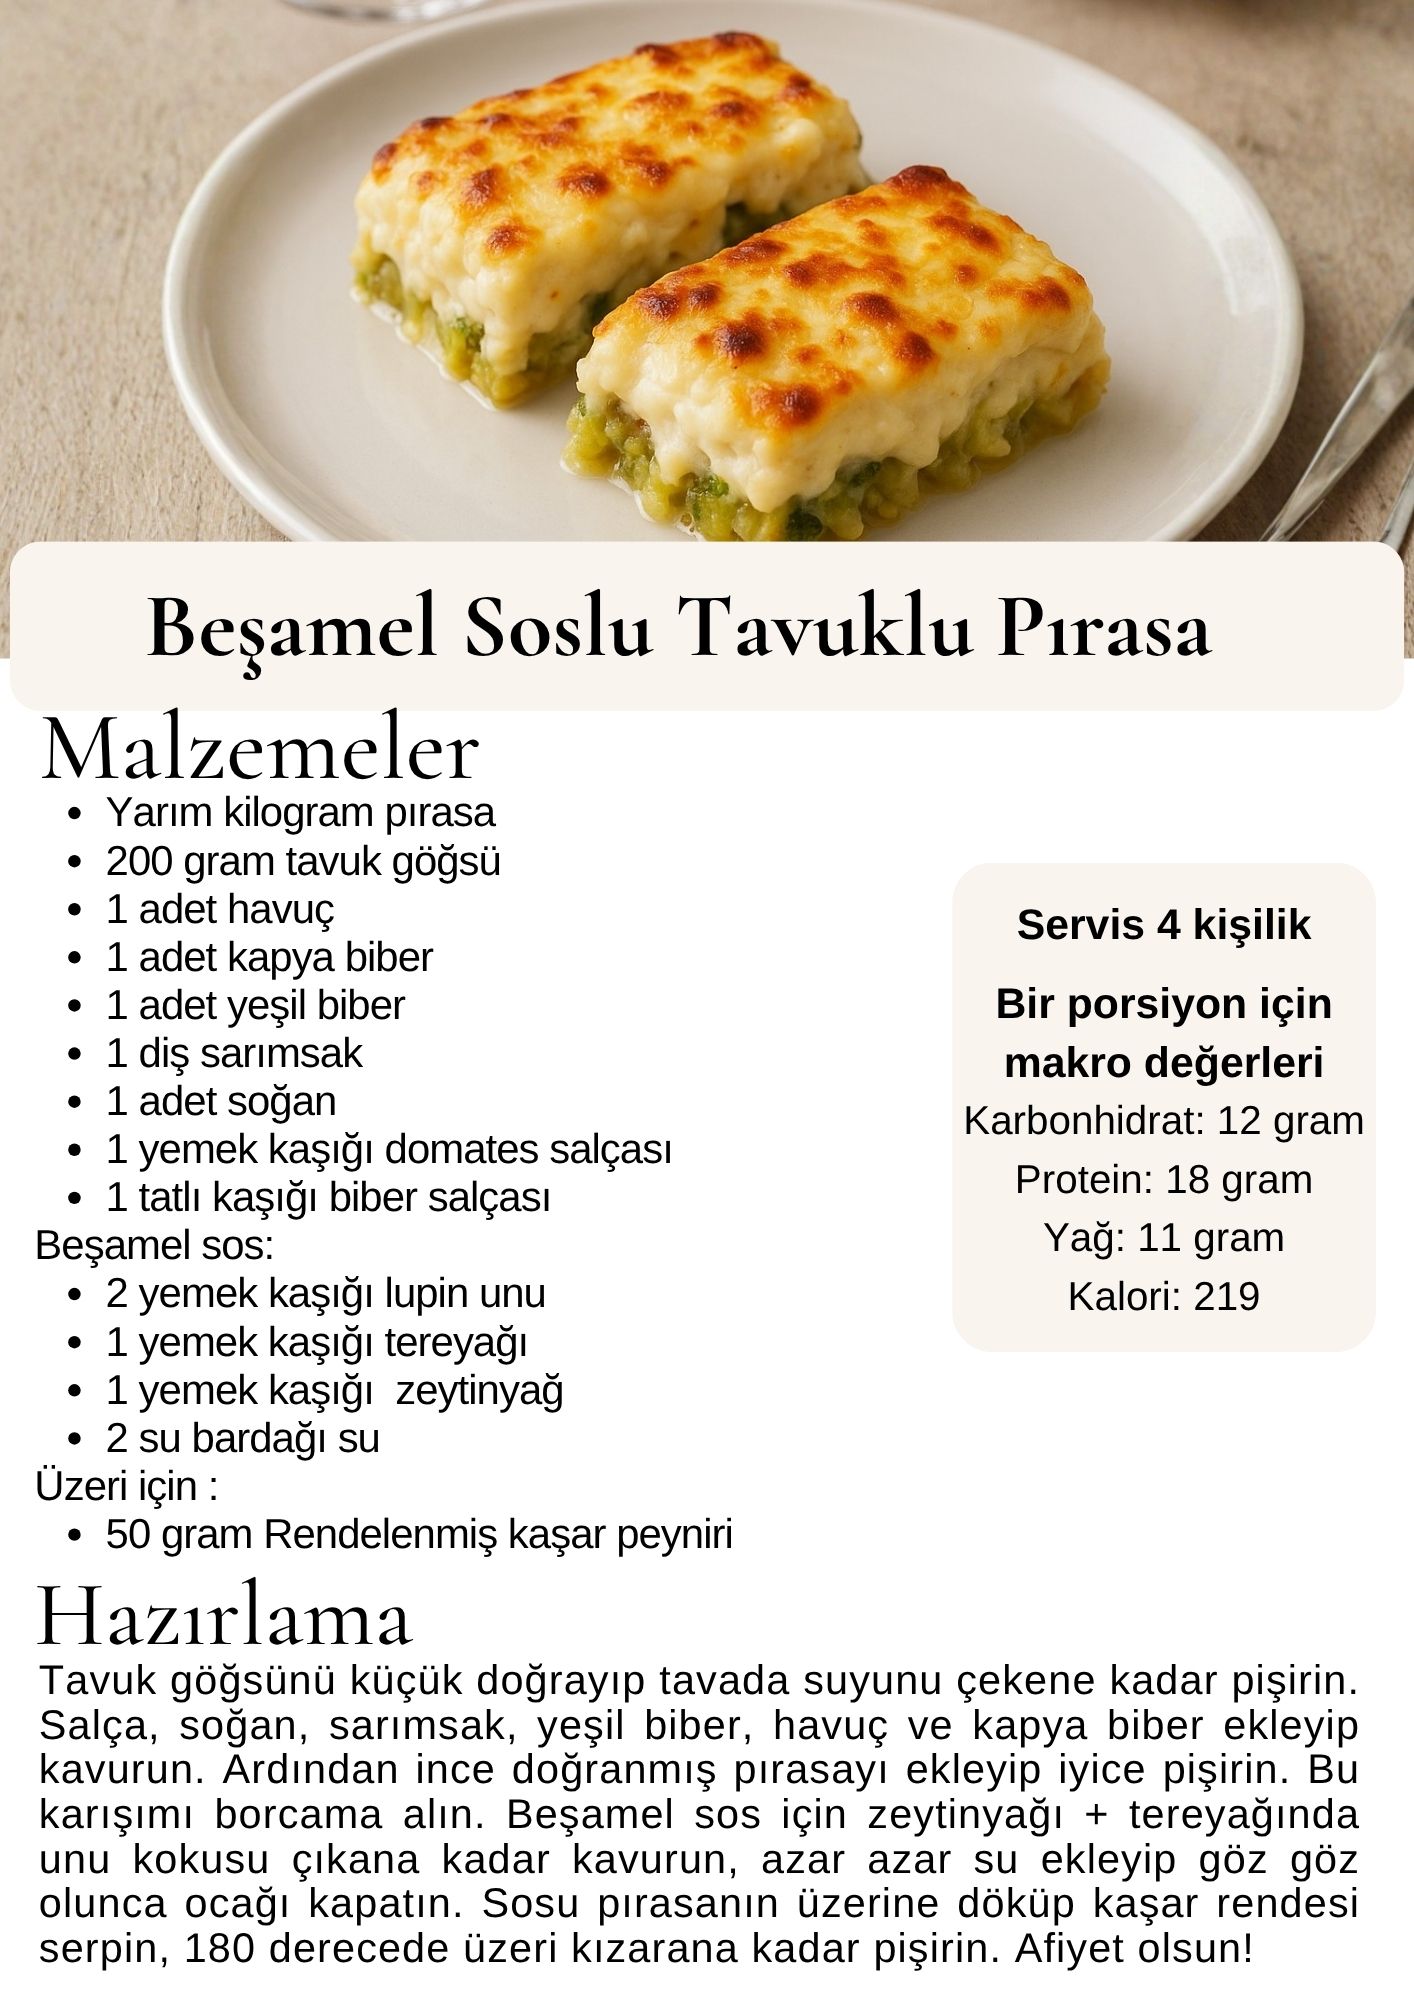 Beşamel Soslu Tavuklu Pırasa
Malzemeler
• Yarım kilogram pırasa
• 200 gram tavuk göğsü
• 1 adet havuç
• 1 adet kapya biber
• 1 adet yeşil biber
• 1 diş sarımsak
• 1 adet soğan
• 1 yemek kaşığı domates salçası
• 1 tatlı kaşığı biber salçası
Beşamel sos:
• 2 yemek kaşığı lupin unu
• 1 yemek kaşığı tereyağı
• 1 yemek kaşığı  zeytinyağ
• 2 su bardağı su
Üzeri için :
• 50 gram Rendelenmiş kaşar peyniri
Servis 4 kişilik
Bir porsiyon için
makro değerleri
Karbonhidrat: 12 gram
Protein: 18 gram
Yağ: 11 gram
Kalori: 219
Hazırlama
Tavuk göğsünü küçük doğrayıp tavada suyunu çekene kadar pişirin.
Salça, soğan, sarımsak, yeşil biber, havuç ve kapya biber ekleyip
kavurun. Ardından ince doğranmış pırasayı ekleyip iyice pişirin. Bu
karışımı borcama alın. Beşamel sos için zeytinyağı + tereyağında
unu kokusu çıkana kadar kavurun, azar azar su ekleyip göz göz
olunca ocağı kapatın. Sosu pırasanın üzerine döküp kaşar rendesi
serpin, 180 derecede üzeri kızarana kadar pişirin. Afiyet olsun!